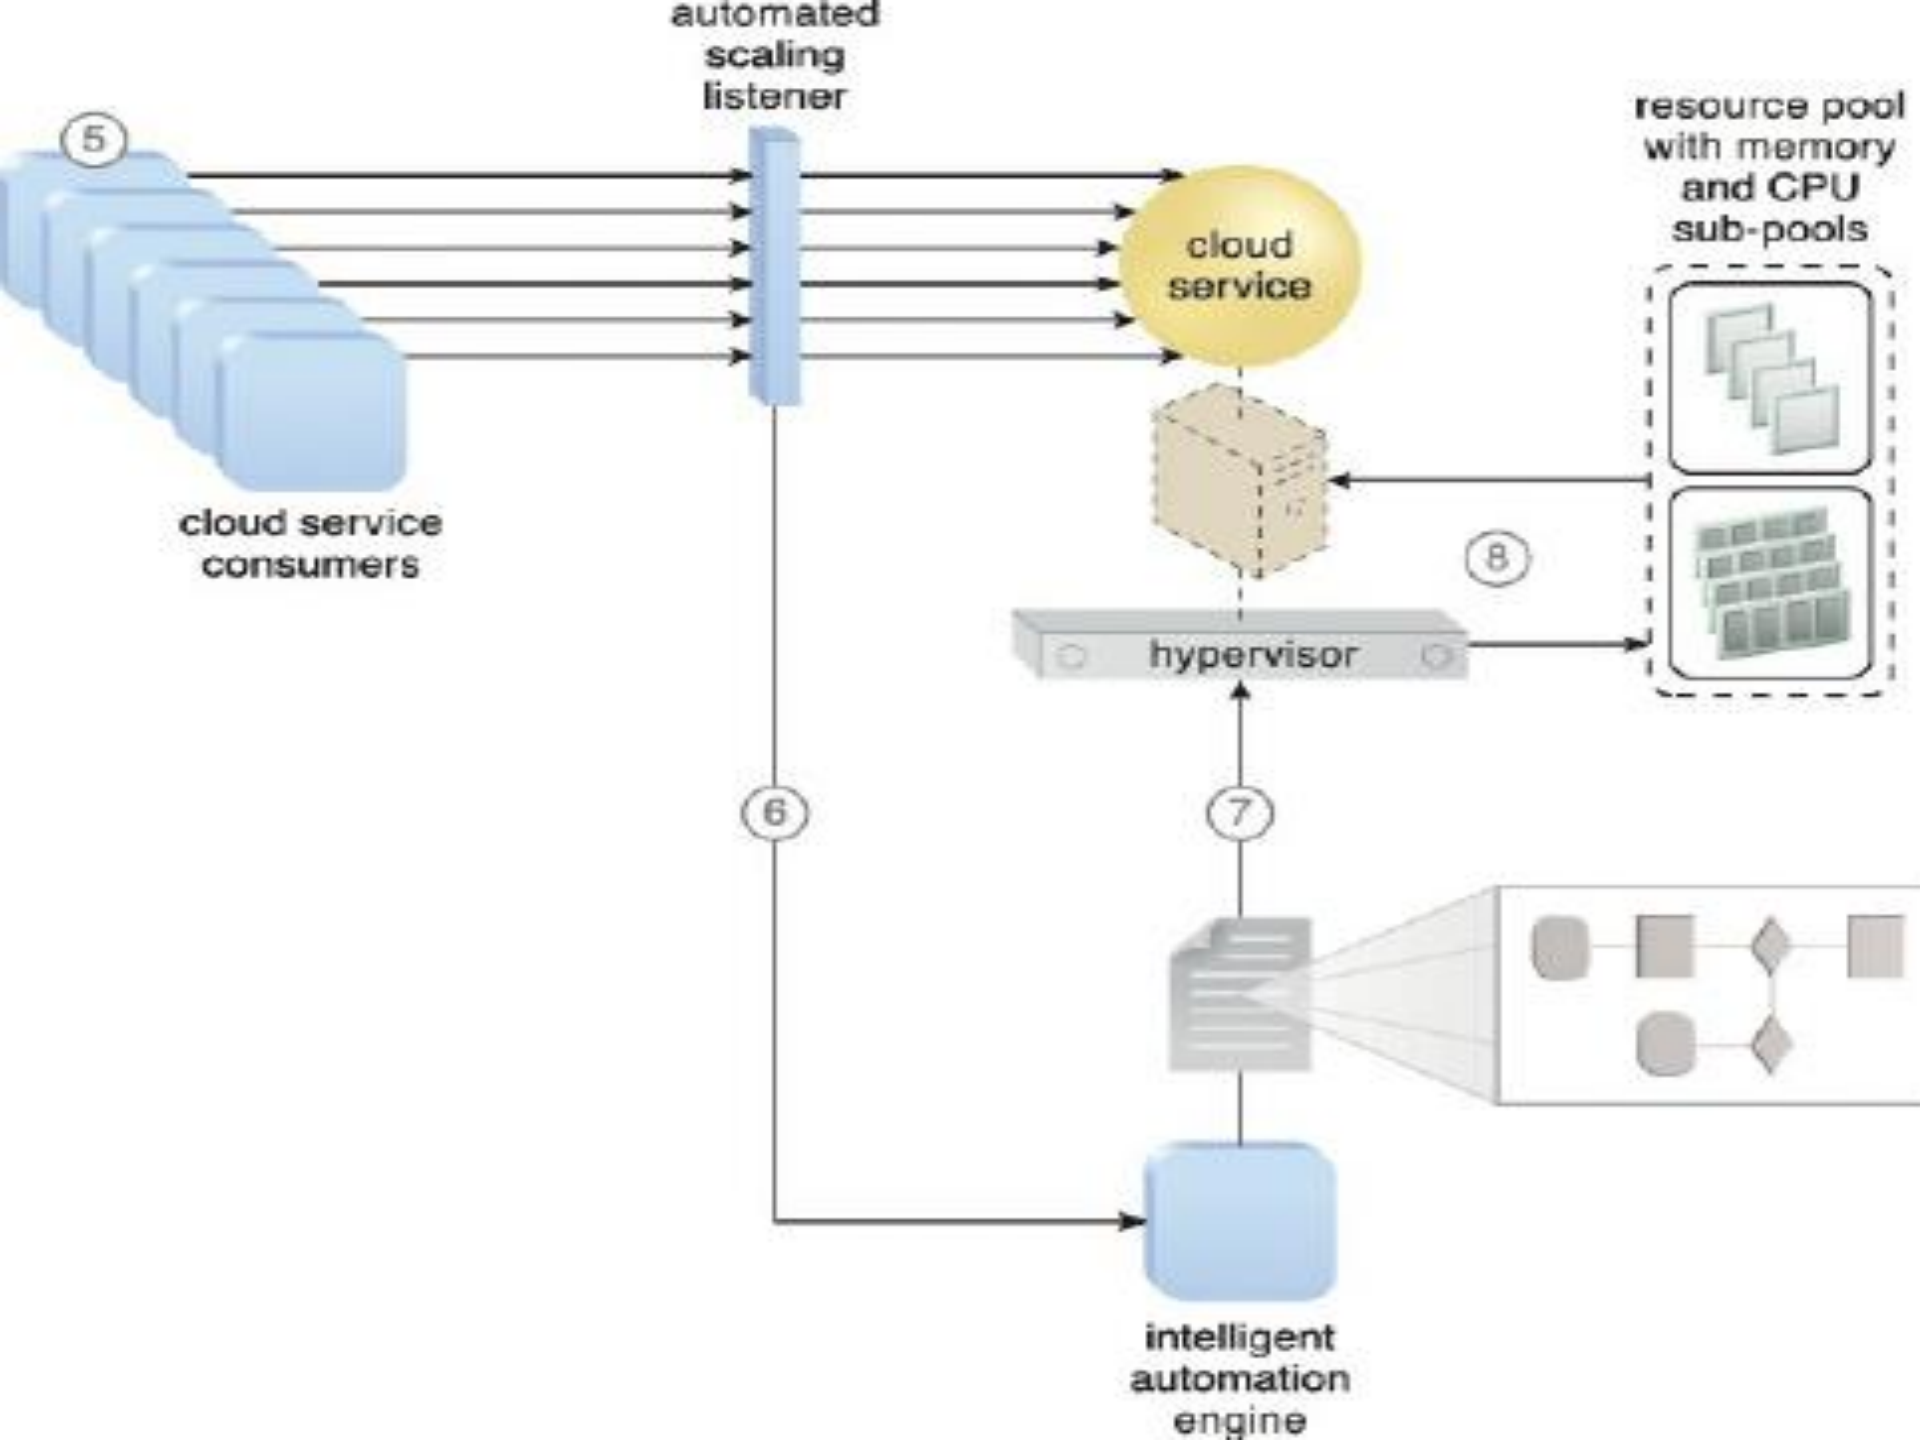 automated
scaling
listener
5
resource pool
with memory
and CPU
sub-pools
cloud
service
cloud service
consumers
8
hypervisor
6
7
intelligent
automation
engine